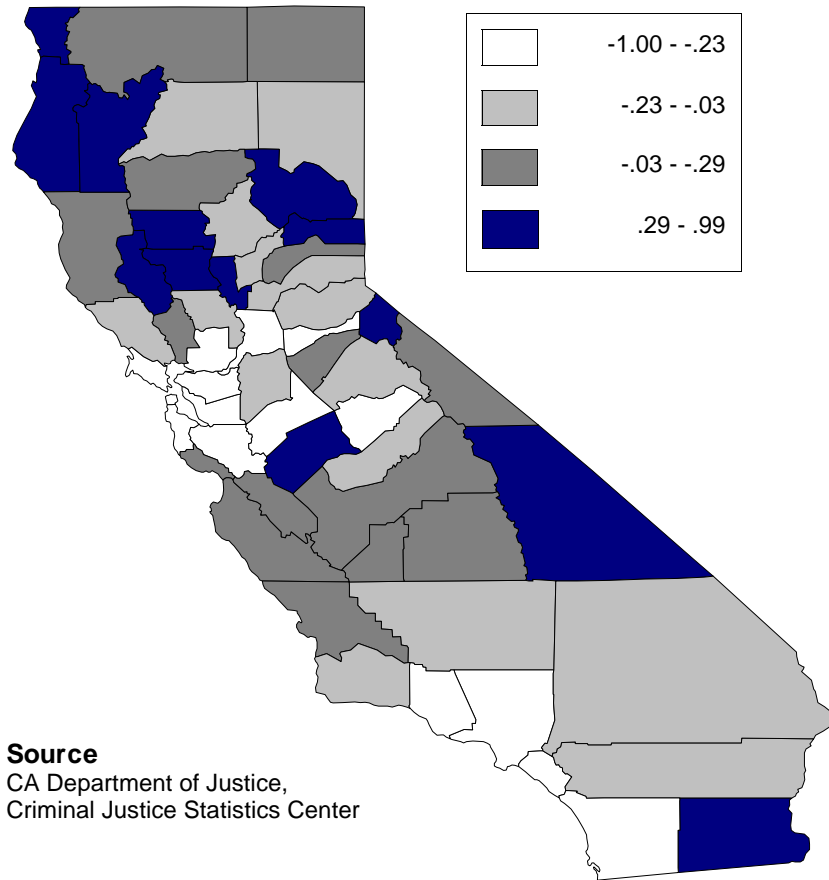 -1.00 - -.23
-.23 - -.03
-.03 - -.29
.29 - .99
Source
CA Department of Justice,
Criminal Justice Statistics Center